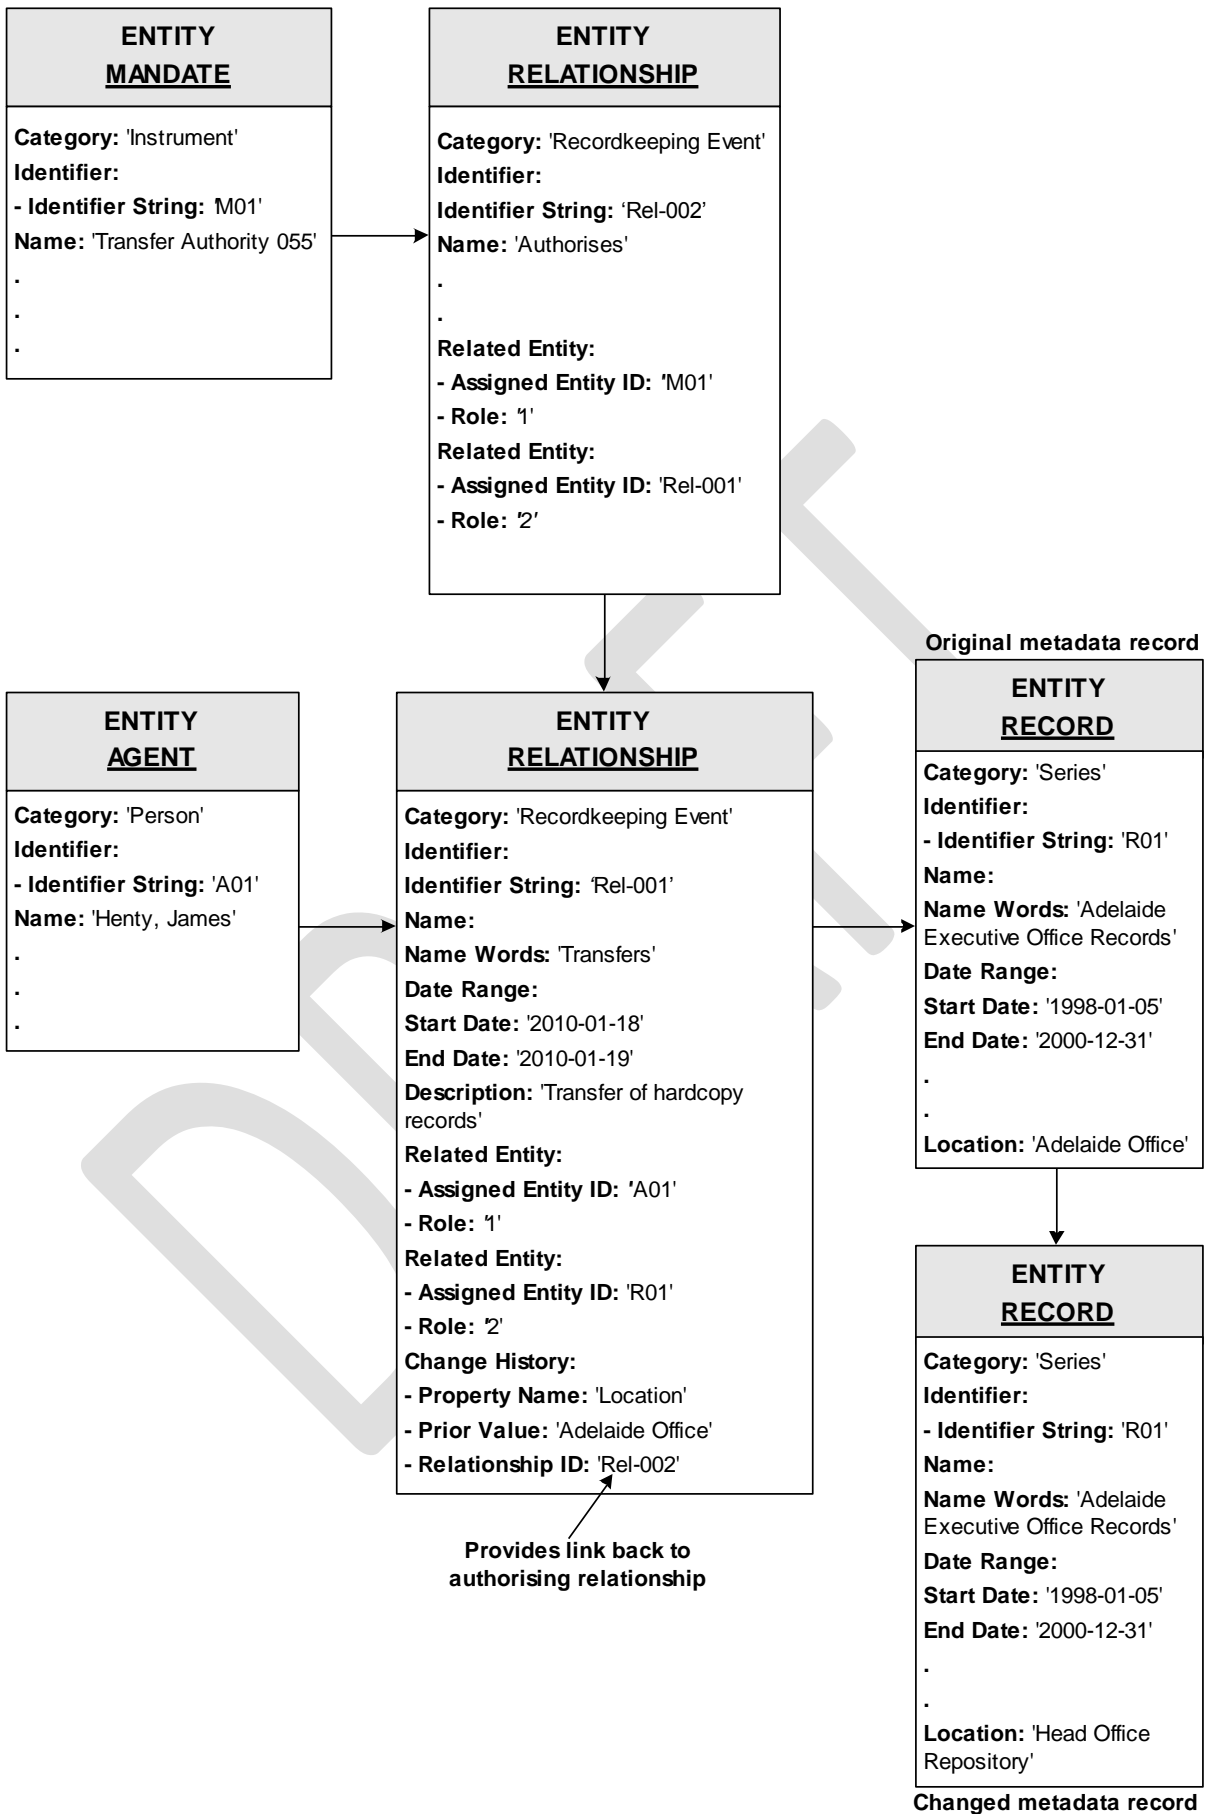 ENTITY
MANDATE
Category: 'Instrument'
Identifier:
- Identifier String: 'M01'
Name: 'Transfer Authority 055'
.
.
.
ENTITY
RELATIONSHIP
Category: 'Recordkeeping Event'
Identifier:
Identifier String: ‘Rel-002’
Name: 'Authorises'
.
.
Related Entity:
- Assigned Entity ID: 'M01'
- Role: '1'
Related Entity:
- Assigned Entity ID: 'Rel-001'
- Role: '2'
ENTITY
AGENT
Category: 'Person'
Identifier:
- Identifier String: 'A01'
Name: 'Henty, James'
.
.
.
ENTITY
RELATIONSHIP
Category: 'Recordkeeping Event'
Identifier:
Identifier String: ‘Rel-001’
Name:
Name Words: 'Transfers'
Date Range:
Start Date: '2010-01-18'
End Date: '2010-01-19'
Description: 'Transfer of hardcopy
records'
Related Entity:
- Assigned Entity ID: 'A01'
- Role: '1'
Related Entity:
- Assigned Entity ID: 'R01'
- Role: '2'
Change History:
- Property Name: 'Location'
- Prior Value: 'Adelaide Office'
- Relationship ID: 'Rel-002'
Provides link back to
authorising relationship
Original metadata record
ENTITY
RECORD
Category: 'Series'
Identifier:
- Identifier String: 'R01'
Name:
Name Words: 'Adelaide
Executive Office Records'
Date Range:
Start Date: '1998-01-05'
End Date: '2000-12-31'
.
.
Location: 'Adelaide Office'
ENTITY
RECORD
Category: 'Series'
Identifier:
- Identifier String: 'R01'
Name:
Name Words: 'Adelaide
Executive Office Records'
Date Range:
Start Date: '1998-01-05'
End Date: '2000-12-31'
.
.
Location: 'Head Office
Repository'
Changed metadata record
DRAFT